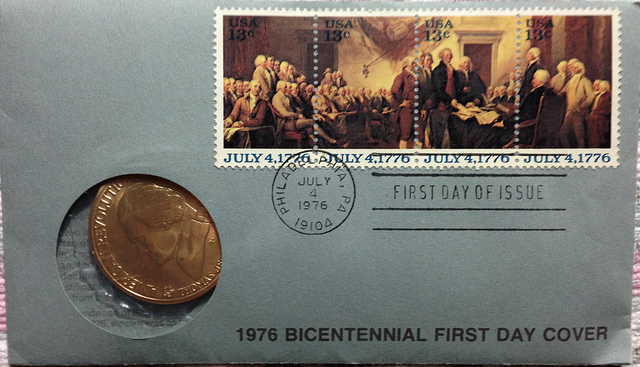 USA USA USA USA
13c 13c 13c 13c
JULY 4,1776 JULY 4,1776 JULY 4,1776 JULY 4,1776
PHILADELPHIA, PA
JULY
4
1976
19104
FIRST DAY OF ISSUE
1976 BICENTENNIAL FIRST DAY COVER